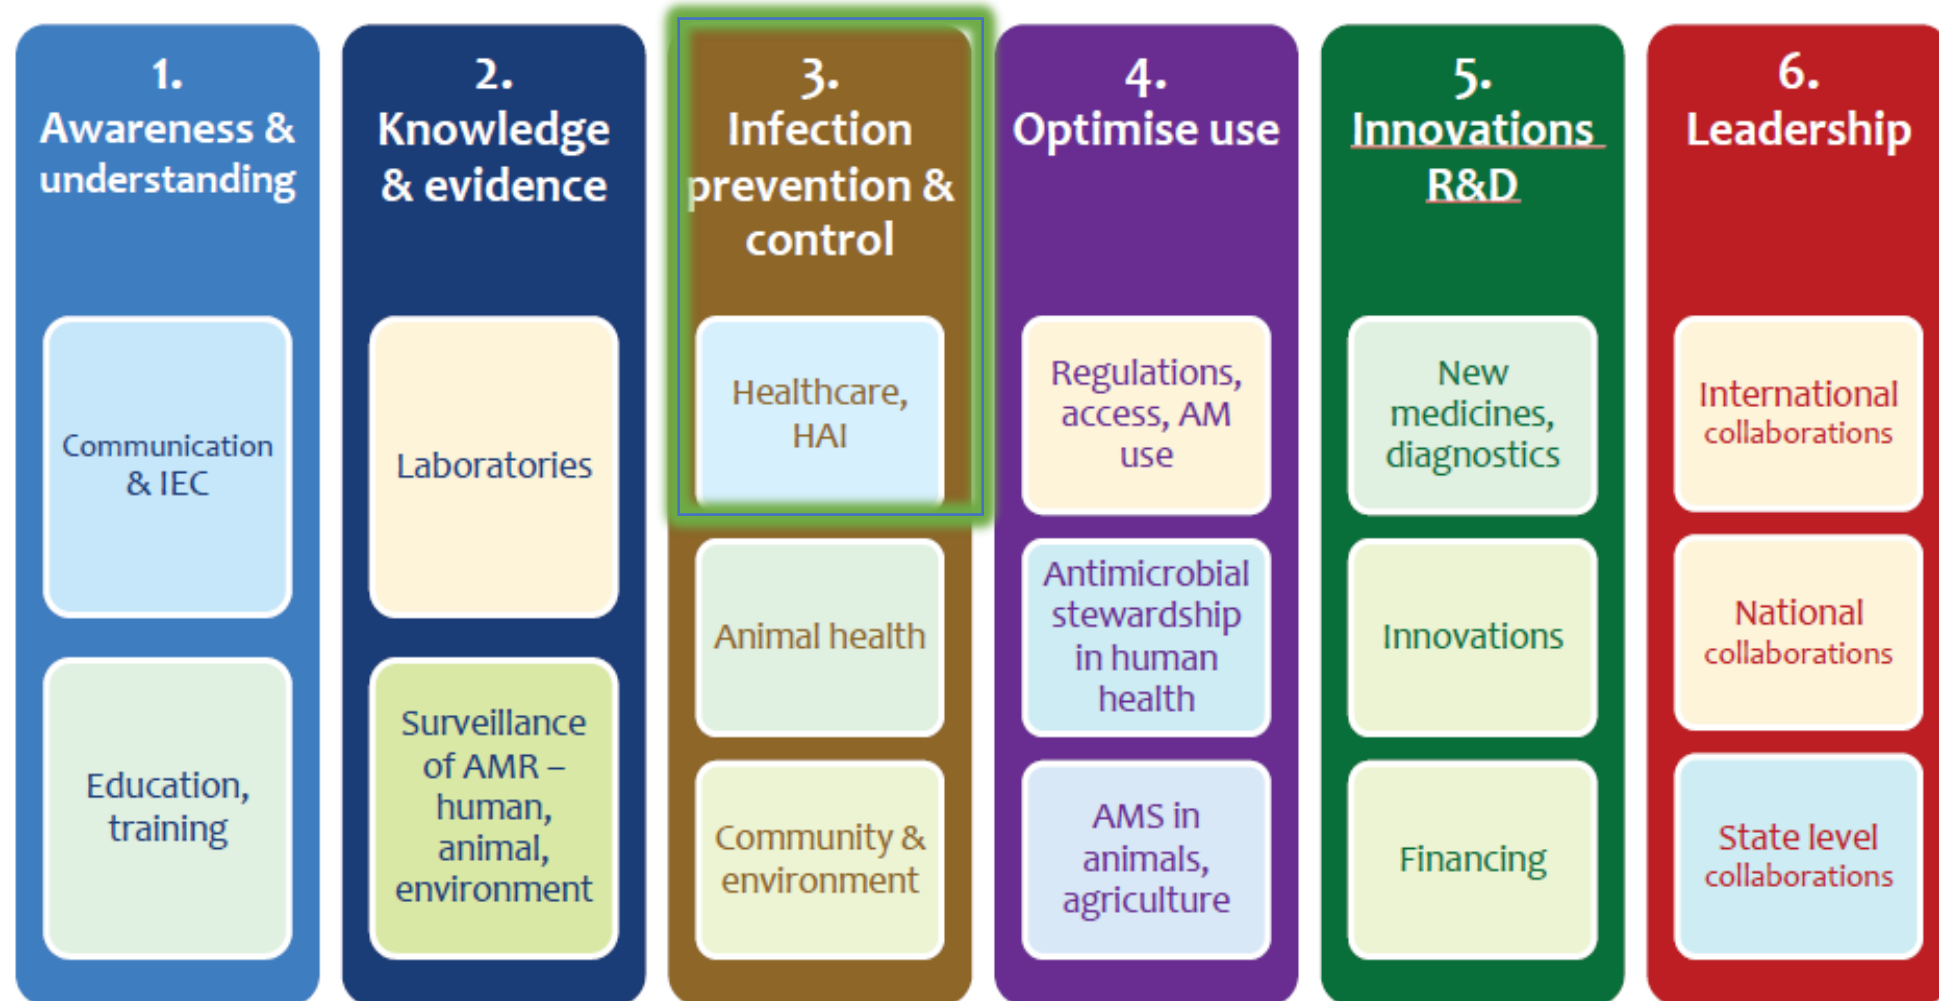 1.
Awareness &
understanding
Communication
& IEC
Education,
training
2.
Knowledge
& evidence
Laboratories
Surveillance
of AMR –
human,
animal,
environment
3.
Infection
prevention &
control
Healthcare,
HAI
Animal health
Community &
environment
4.
Optimise use
Regulations,
access, AM
use
Antimicrobial
stewardship
in human
health
AMS in
animals,
agriculture
5.
Innovations
R&D
New
medicines,
diagnostics
Innovations
Financing
6.
Leadership
International
collaborations
National
collaborations
State level
collaborations